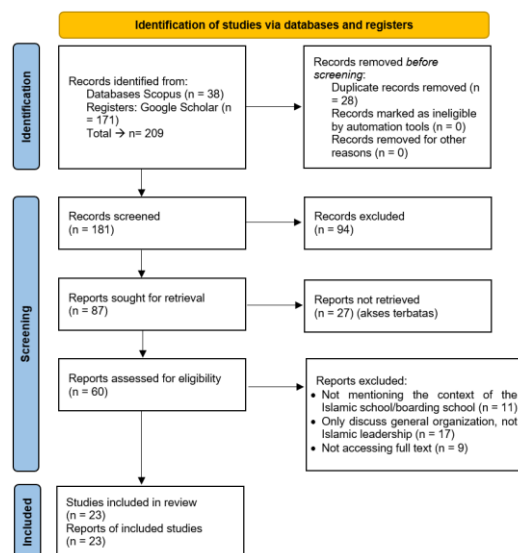 Identification of studies via databases and registers
Identification
Records identified from:
Databases Scopus (n = 38)
Registers: Google Scholar (n
= 171)
Total → n= 209
Records removed before
screening:
Duplicate records removed (n
= 28)
Records marked as ineligible
by automation tools (n = 0)
Records removed for other
reasons (n = 0)
Screening
Records screened
(n = 181)
Records excluded
(n = 94)
Reports sought for retrieval
(n = 87)
Reports not retrieved
(n = 27) (akses terbatas)
Reports assessed for eligibility
(n = 60)
Reports excluded:
• Not mentioning the context of the
Islamic school/boarding school (n = 11)
• Only discuss general organization, not
Islamic leadership (n = 17)
• Not accessing full text (n = 9)
Included
Studies included in review
(n = 23)
Reports of included studies
(n = 23)